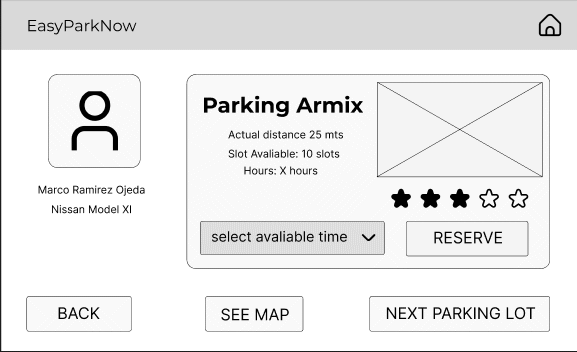 EasyParkNow
Parking Armix
Actual distance 25 mts
Slot Avaliable: 10 slots
Hours: X hours
Marco Ramirez Ojeda
Nissan Model XI
select avaliable time
RESERVE
BACK
SEE MAP
NEXT PARKING LOT